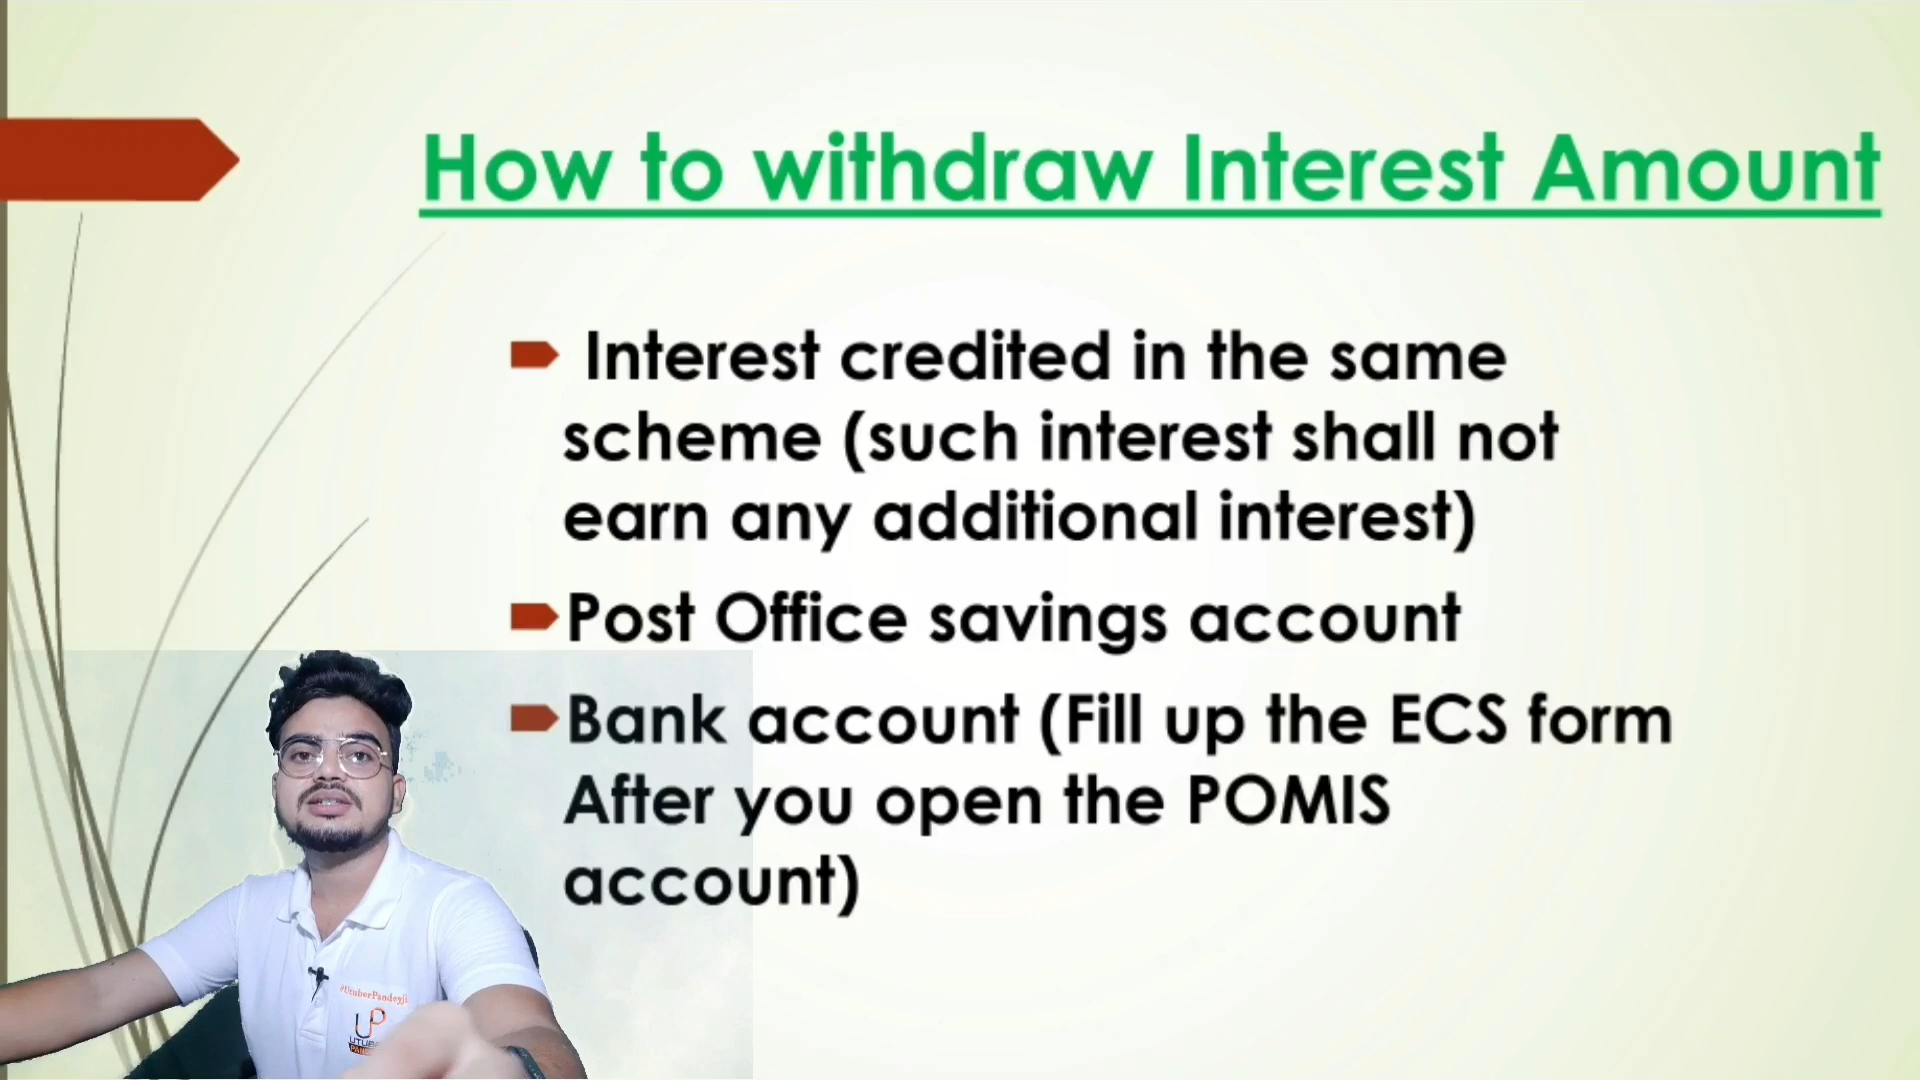 How to withdraw Interest Amount
Interest credited in the same
scheme (such interest shall not
earn any additional interest)
Post Office savings account
Bank account (Fill up the ECS form
After you open the POMIS
account)
#UtuberPandeyji
UP